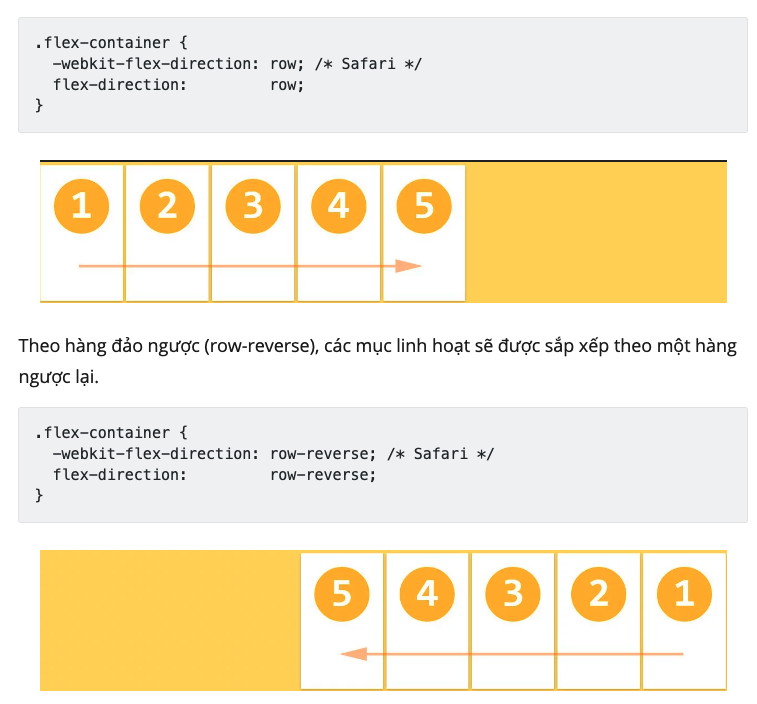 .flex-container {
  -webkit-flex-direction: row; /* Safari */
  flex-direction:         row;
}
1 2 3 4 5
Theo hàng đảo ngược (row-reverse), các mục linh hoạt sẽ được sắp xếp theo một hàng
ngược lại.
.flex-container {
  -webkit-flex-direction: row-reverse; /* Safari */
  flex-direction:         row-reverse;
}
5 4 3 2 1